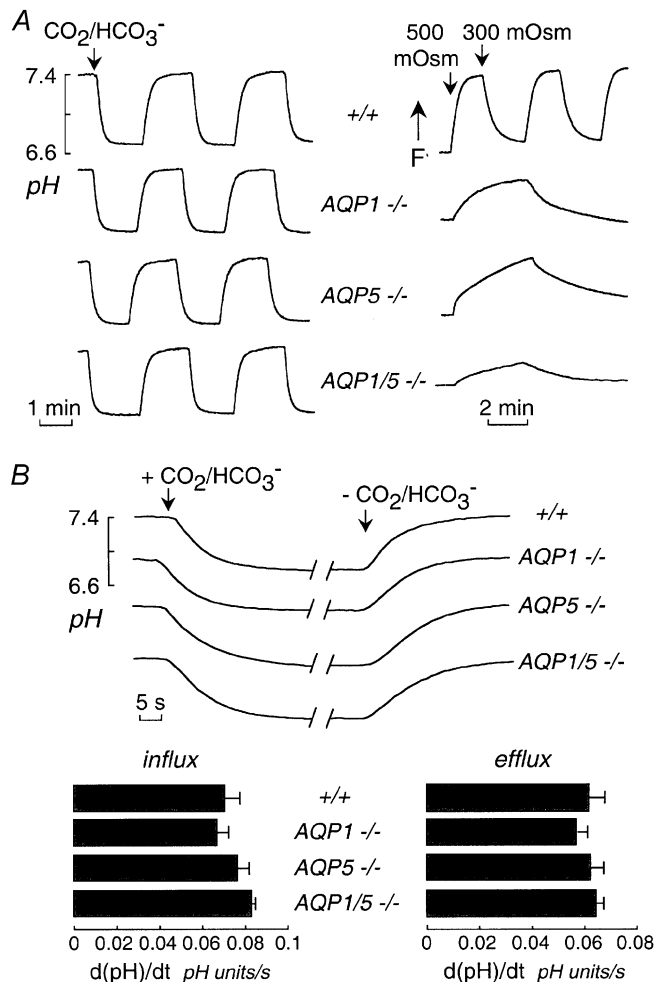 A
CO2/HCO3-
7.4
6.6
pH
1 min
+/+
AQP1 -/-
AQP5 -/-
AQP1/5 -/-
500 mOsm
300 mOsm
F
2 min
B
+ CO2/HCO3-
- CO2/HCO3-
7.4
6.6
pH
5 s
+/+
AQP1 -/-
AQP5 -/-
AQP1/5 -/-
influx
efflux
+/+
AQP1 -/-
AQP5 -/-
AQP1/5 -/-
0 0.02 0.04 0.06 0.08 0.1
d(pH)/dt pH units/s
0 0.02 0.04 0.06 0.08
d(pH)/dt pH units/s